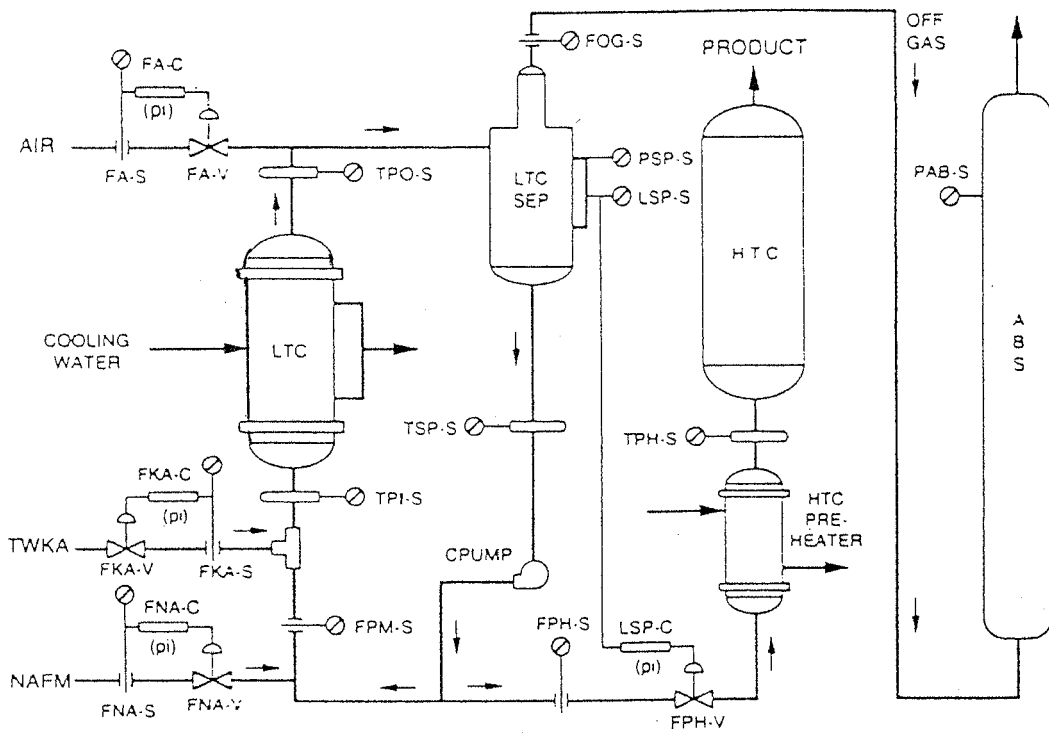 FOG-S
OFF
GAS
PRODUCT
FA-C
(pi)
AIR
FA-S
FA-V
TPO-S
LTC
SEP
PSP-S
LSP-S
PAB-S
HTC
COOLING
WATER
LTC
ABS
TSP-S
TPH-S
FKA-C
(pi)
TPI-S
HTC
PRE-
HEATER
TWKA
FKA-V
FKA-S
CPUMP
FNA-C
(pi)
FPM-S
FPH-S
LSP-C
(pi)
NAFM
FNA-S
FNA-V
FPH-V